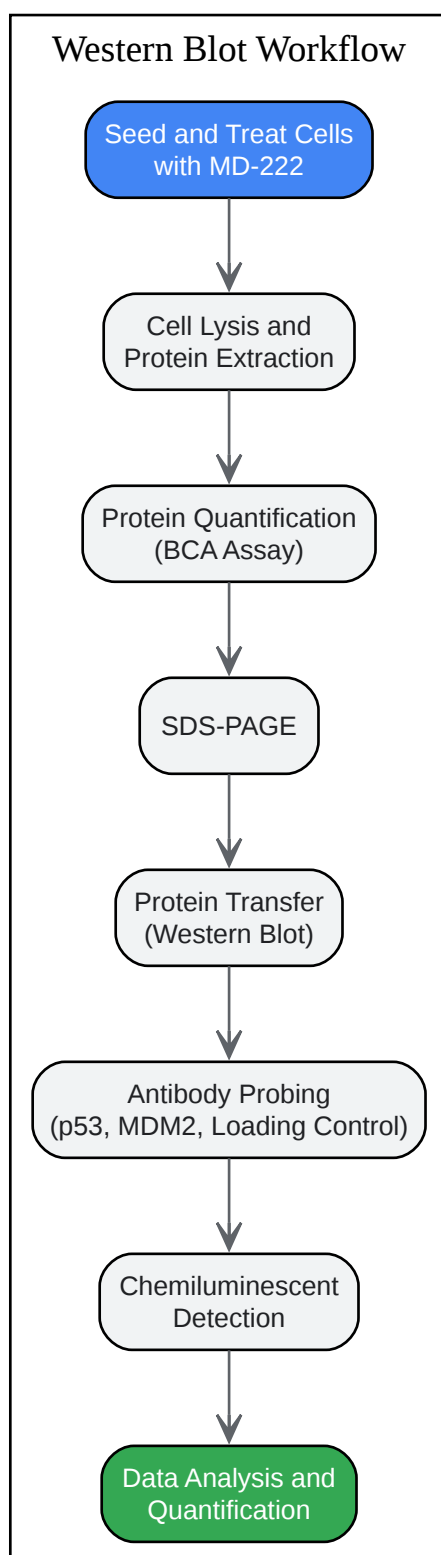 Western Blot Workflow
Seed and Treat Cells
with MD-222
Cell Lysis and
Protein Extraction
Protein Quantification
(BCA Assay)
SDS-PAGE
Protein Transfer
(Western Blot)
Antibody Probing
(p53, MDM2, Loading Control)
Chemiluminescent
Detection
Data Analysis and
Quantification